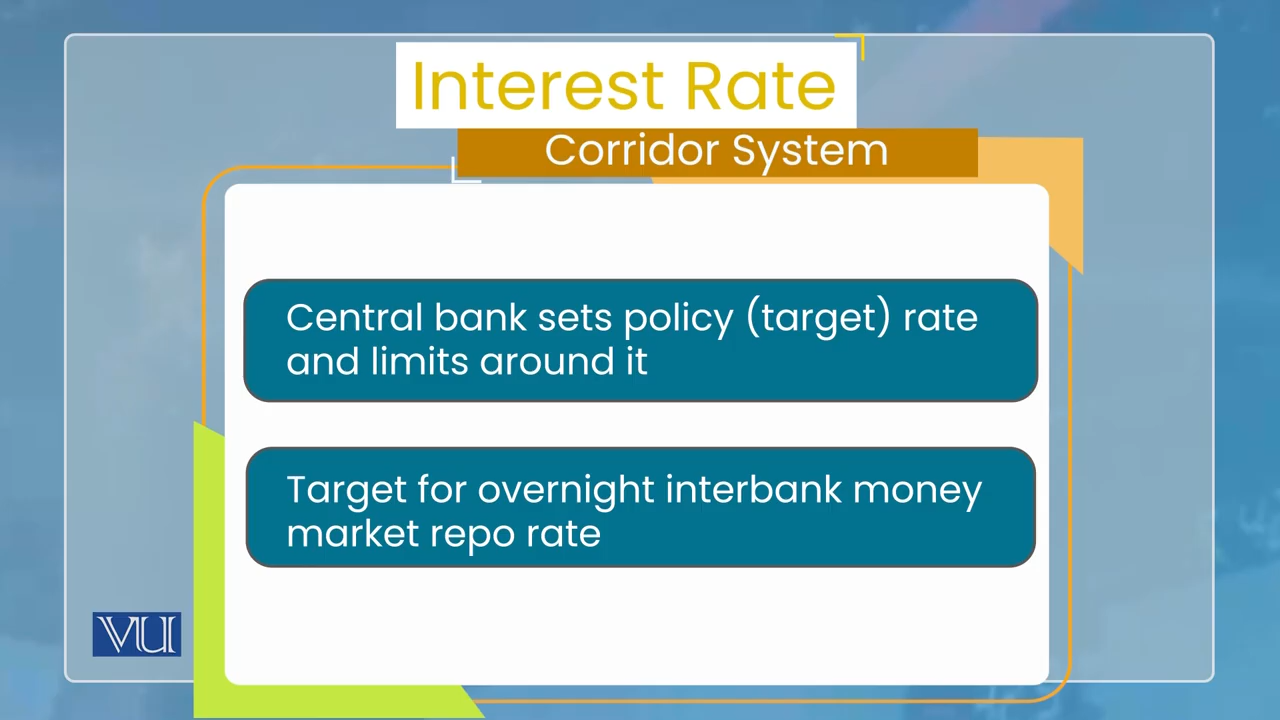 Interest Rate
Corridor System
Central bank sets policy (target) rate
and limits around it
Target for overnight interbank money
market repo rate
VU